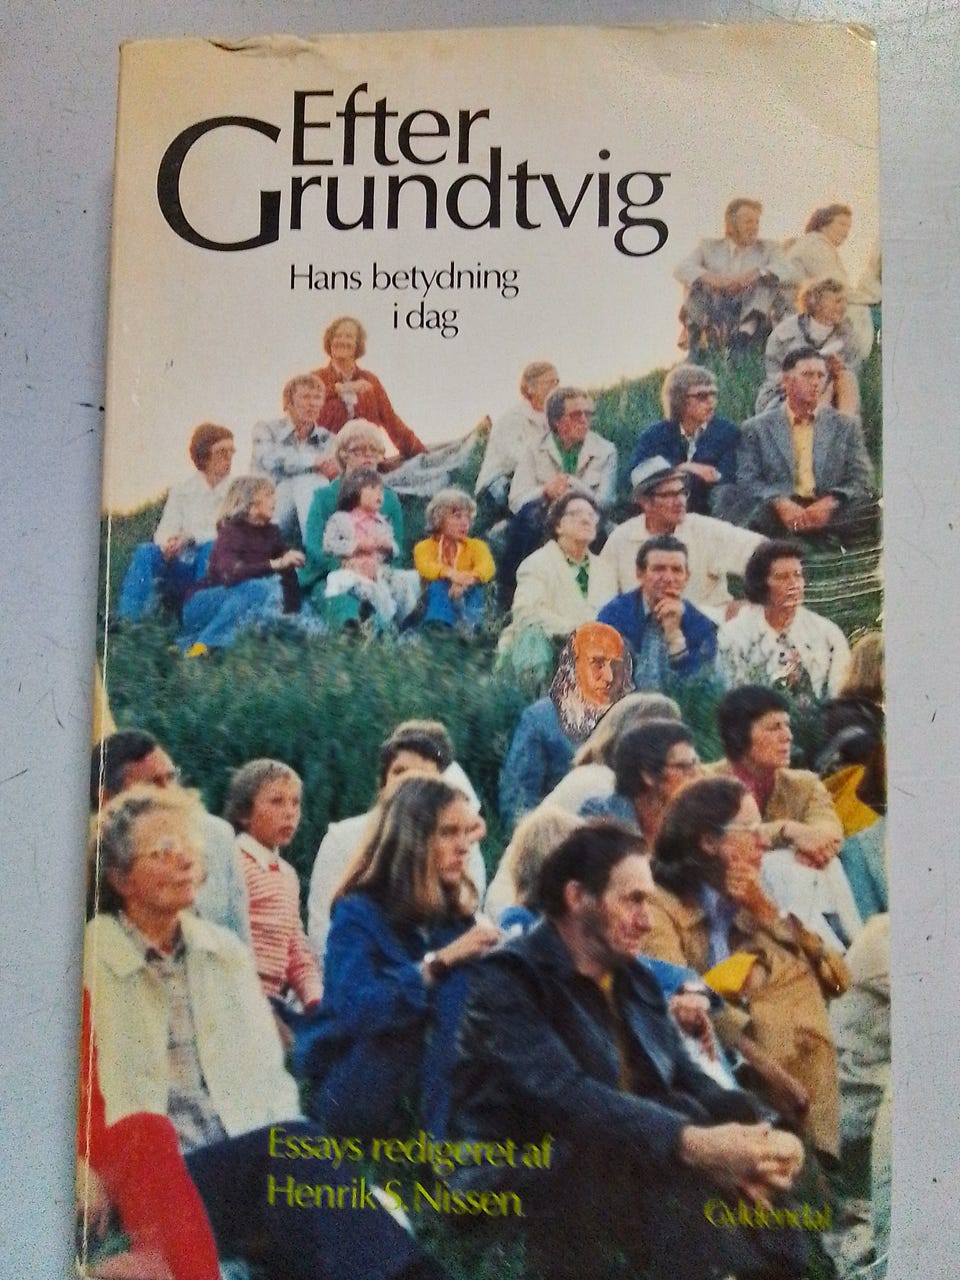 Efter
Grundtvig
Hans betydning
i dag
Essays redigeret af
Henrik S. Nissen
Gyldendal